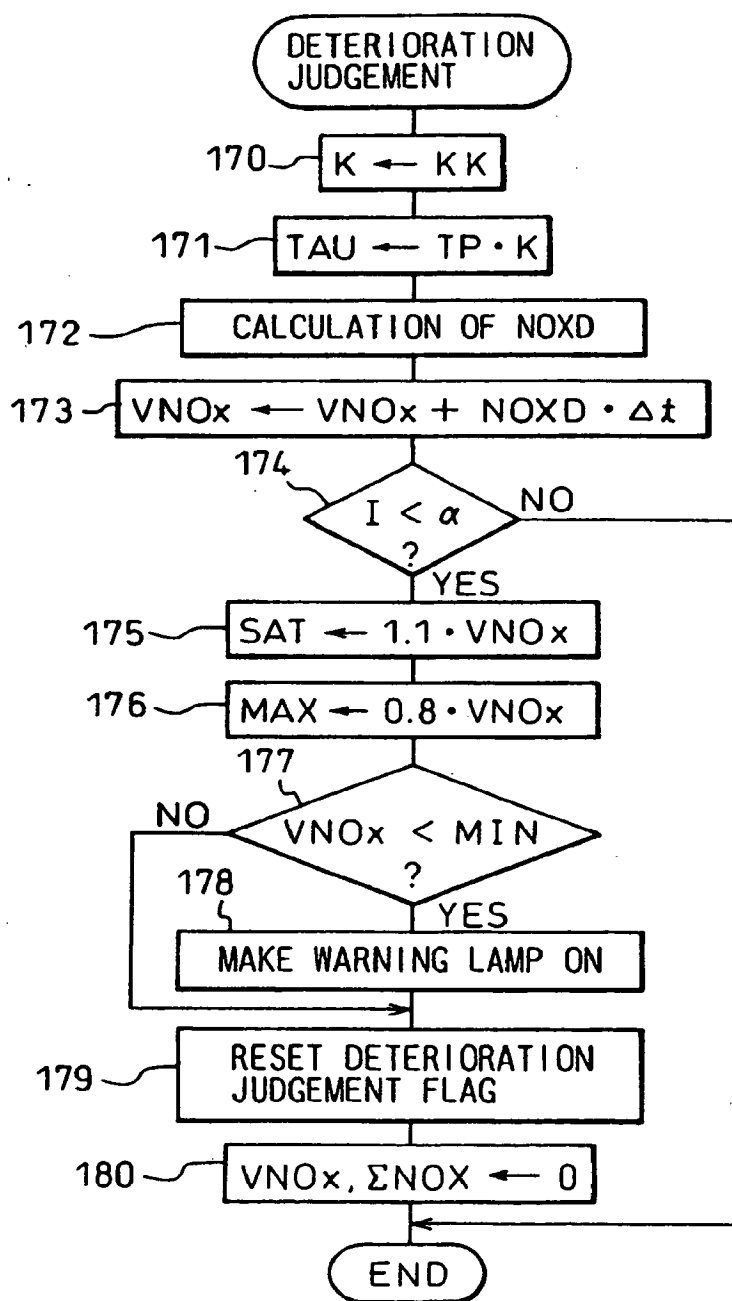 DETERIORATION
JUDGEMENT
170
K ← KK
171
TAU ← TP・K
172
CALCULATION OF NOXD
173
VNOx ← VNOx + NOXD・Δt
174
I < α
?
NO
YES
175
SAT ← 1.1・VNOx
176
MAX ← 0.8・VNOx
177
NO
VNOx < MIN
?
178
YES
MAKE WARNING LAMP ON
179
RESET DETERIORATION
JUDGEMENT FLAG
180
VNOx, ΣNOX ← 0
END